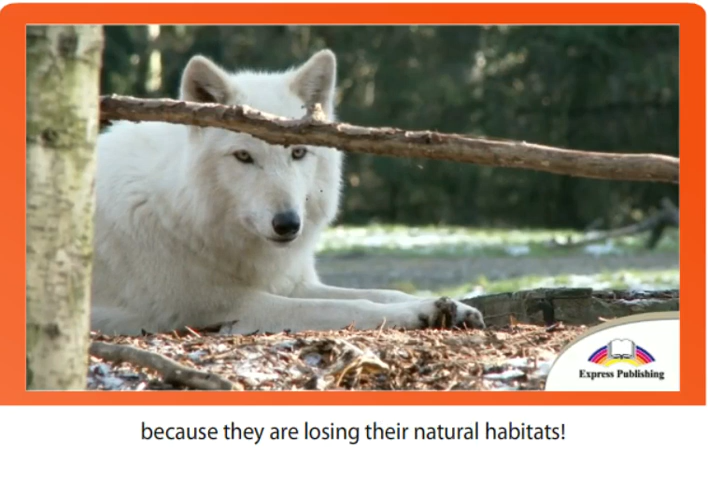 Express Publishing
because they are losing their natural habitats!